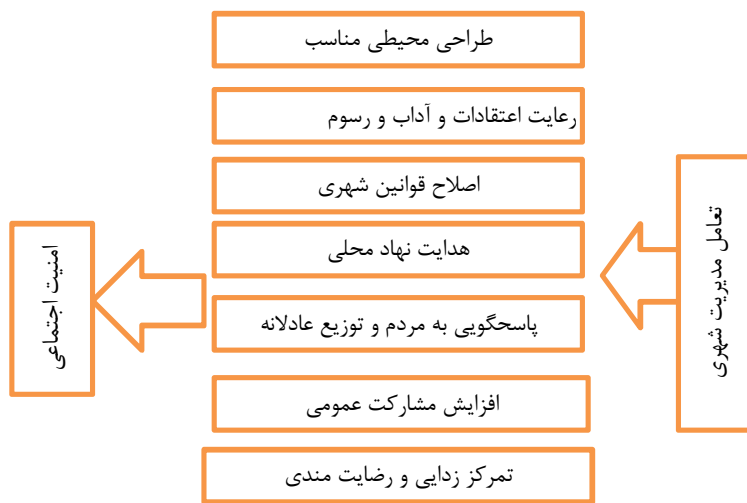 طراحی محیطی مناسب
رعایت اعتقادات و آداب و رسوم
اصلاح قوانین شهری
هدایت نهاد محلی
پاسحگویی به مردم و توزیع عادلانه
افزایش مشارکت عمومی
تمرکز زدایی و رضایت مندی
تعامل مدیریت شهری
امنیت اجتماعی